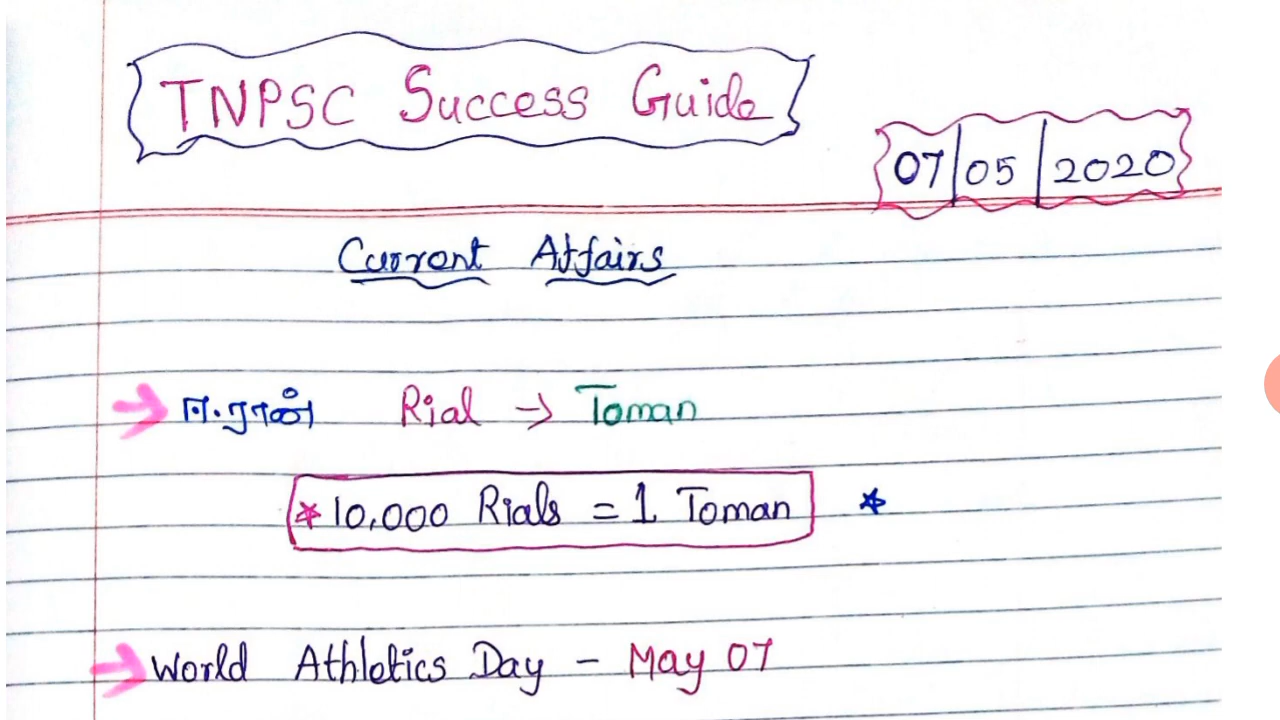 TNPSC Success Guide
07|05|2020
Current Affairs
ஈரான் Rial → Toman
* 10,000 Rials = 1 Toman *
World Athletics Day - May 07